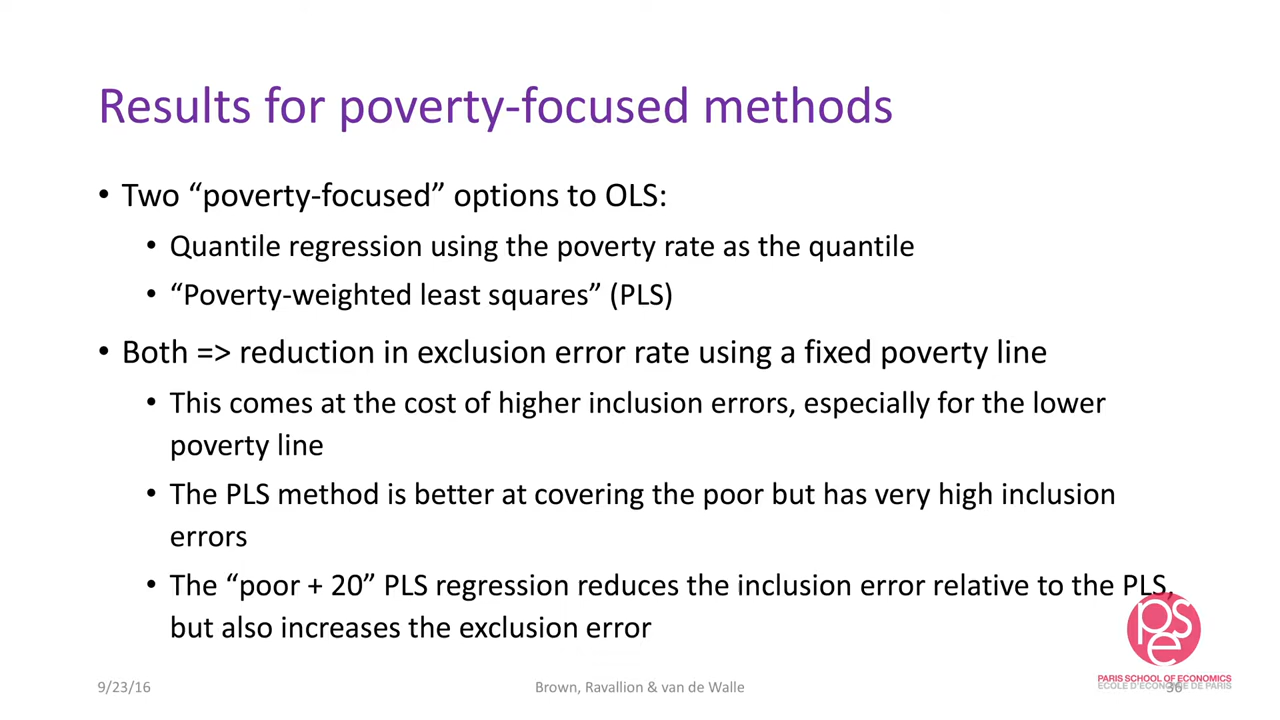 Results for poverty-focused methods
• Two “poverty-focused” options to OLS:
• Quantile regression using the poverty rate as the quantile
• “Poverty-weighted least squares” (PLS)
• Both => reduction in exclusion error rate using a fixed poverty line
• This comes at the cost of higher inclusion errors, especially for the lower
poverty line
• The PLS method is better at covering the poor but has very high inclusion
errors
• The “poor + 20” PLS regression reduces the inclusion error relative to the PLS,
but also increases the exclusion error
pse
PARIS SCHOOL OF ECONOMICS
ECOLE D'ECONOMIE DE PARIS
9/23/16
Brown, Ravallion & van de Walle
36